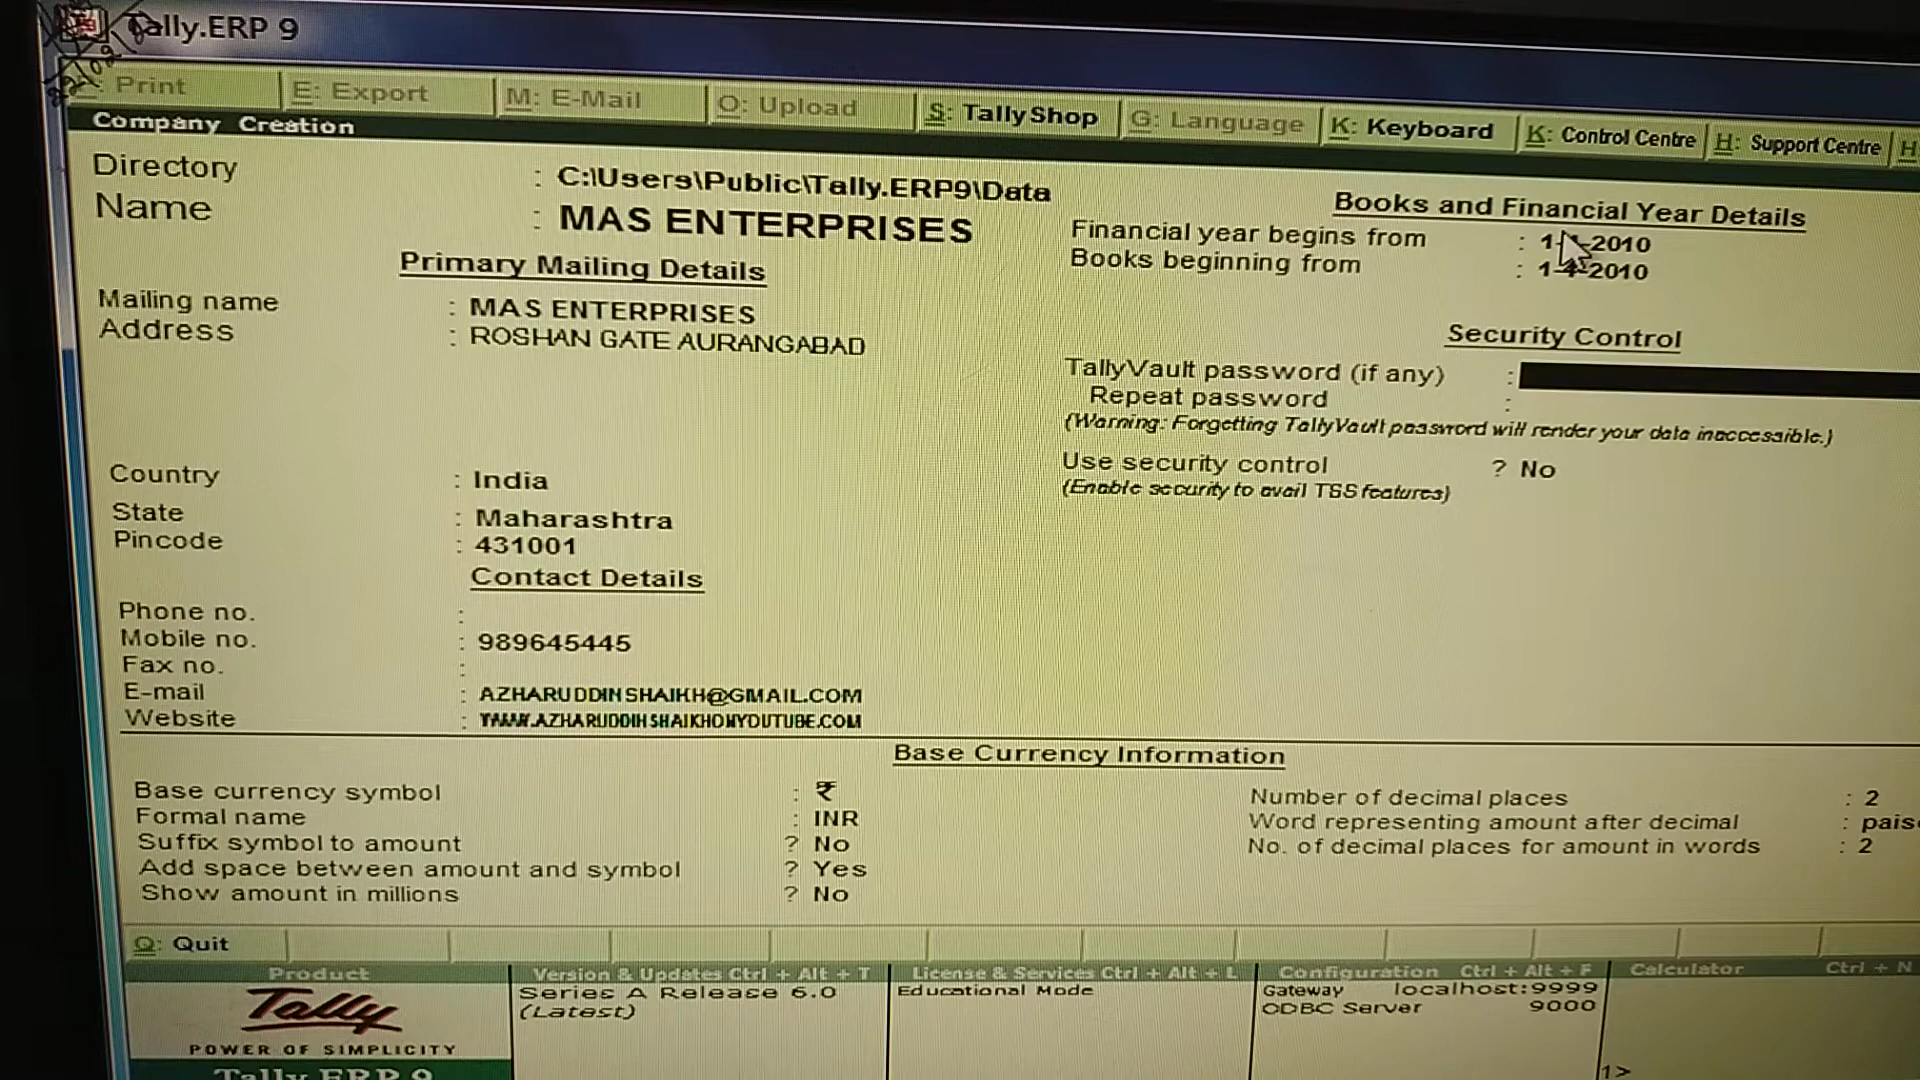 Tally.ERP 9
Print E: Export M: E-Mail O: Upload S: TallyShop G: Language K: Keyboard K: Control Centre H: Support Centre H
Company Creation
Directory : C:\Users\Public\Tally.ERP9\Data
Name : MAS ENTERPRISES
Primary Mailing Details
Mailing name : MAS ENTERPRISES
Address : ROSHAN GATE AURANGABAD
Country : India
State : Maharashtra
Pincode : 431001
Contact Details
Phone no. :
Mobile no. : 989645445
Fax no. :
E-mail : AZHARUDDINSHAIKH@GMAIL.COM
Website :
Books and Financial Year Details
Financial year begins from :
Books beginning from : 1-4-2010
Security Control
TallyVault password (if any) :
Repeat password :
(Warning: Forgetting TallyVault password will render your data inaccessible.)
Use security control ? No
(Enable security to avail TSS features)
Base Currency Information
Base currency symbol : ₹
Formal name : INR
Suffix symbol to amount ? No
Add space between amount and symbol ? Yes
Show amount in millions ? No
Number of decimal places : 2
Word representing amount after decimal :
No. of decimal places for amount in words : 2
Q: Quit
Product
Tally
POWER OF SIMPLICITY
Tally.ERP 9
Version & Updates Ctrl + Alt + T
Series A Release 6.0
(Latest)
License & Services Ctrl + Alt + L
Educational Mode
Configuration Ctrl + Alt + F
Gateway localhost:9999
ODBC Server 9000
Calculator Ctrl + N
1>